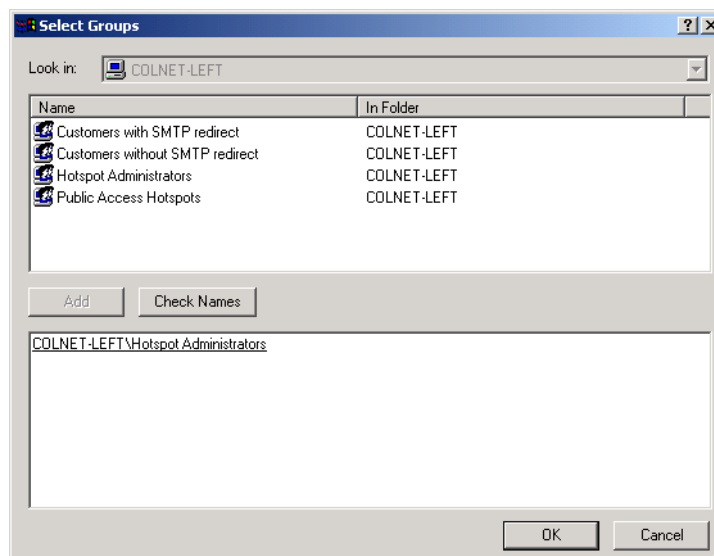 Select Groups
Look in: COLNET-LEFT
Name In Folder
Customers with SMTP redirect COLNET-LEFT
Customers without SMTP redirect COLNET-LEFT
Hotspot Administrators COLNET-LEFT
Public Access Hotspots COLNET-LEFT
Add Check Names
COLNET-LEFT\Hotspot Administrators
OK Cancel